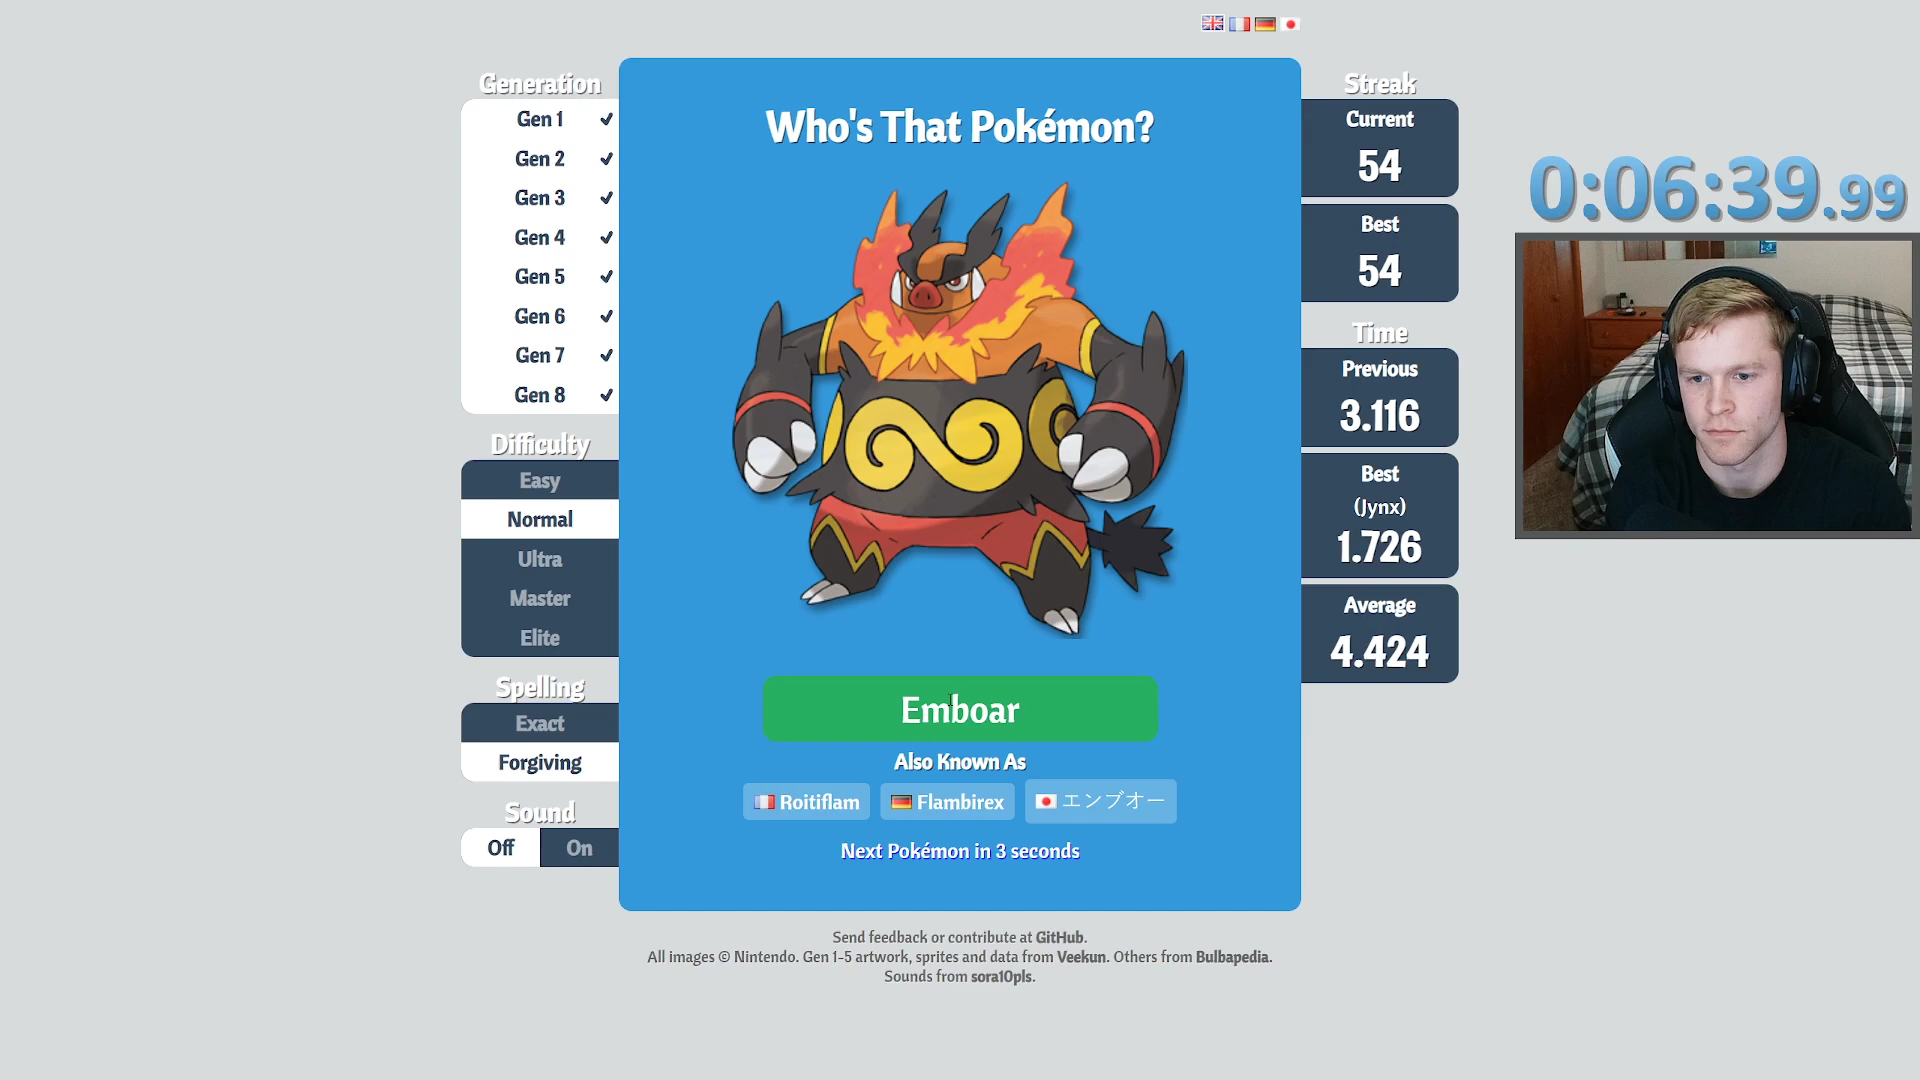 Generation
Gen 1 ✔
Gen 2 ✔
Gen 3 ✔
Gen 4 ✔
Gen 5 ✔
Gen 6 ✔
Gen 7 ✔
Gen 8 ✔
Difficulty
Easy
Normal
Ultra
Master
Elite
Spelling
Exact
Forgiving
Sound
Off On
Who's That Pokémon?
Emboar
Also Known As
Roitiflam Flambirex エンブオー
Next Pokémon in 3 seconds
Send feedback or contribute at GitHub.
All images © Nintendo. Gen 1-5 artwork, sprites and data from Veekun. Others from Bulbapedia.
Sounds from sora10pls.
Streak
Current
54
Best
54
Time
Previous
3.116
Best
(Jynx)
1.726
Average
4.424
0:06:39.99